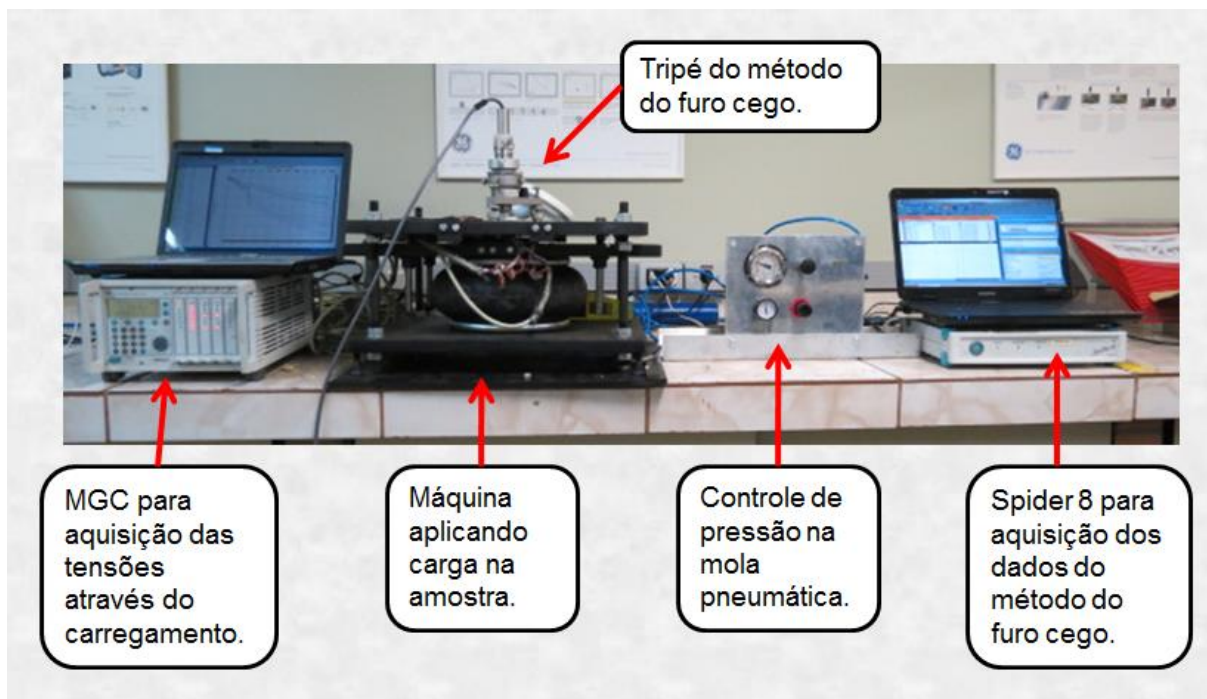 Tripé do método
do furo cego.
MGC para
aquisição das
tensões
através do
carregamento.
Máquina
aplicando
carga na
amostra.
Controle de
pressão na
mola
pneumática.
Spider 8 para
aquisição dos
dados do
método do
furo cego.